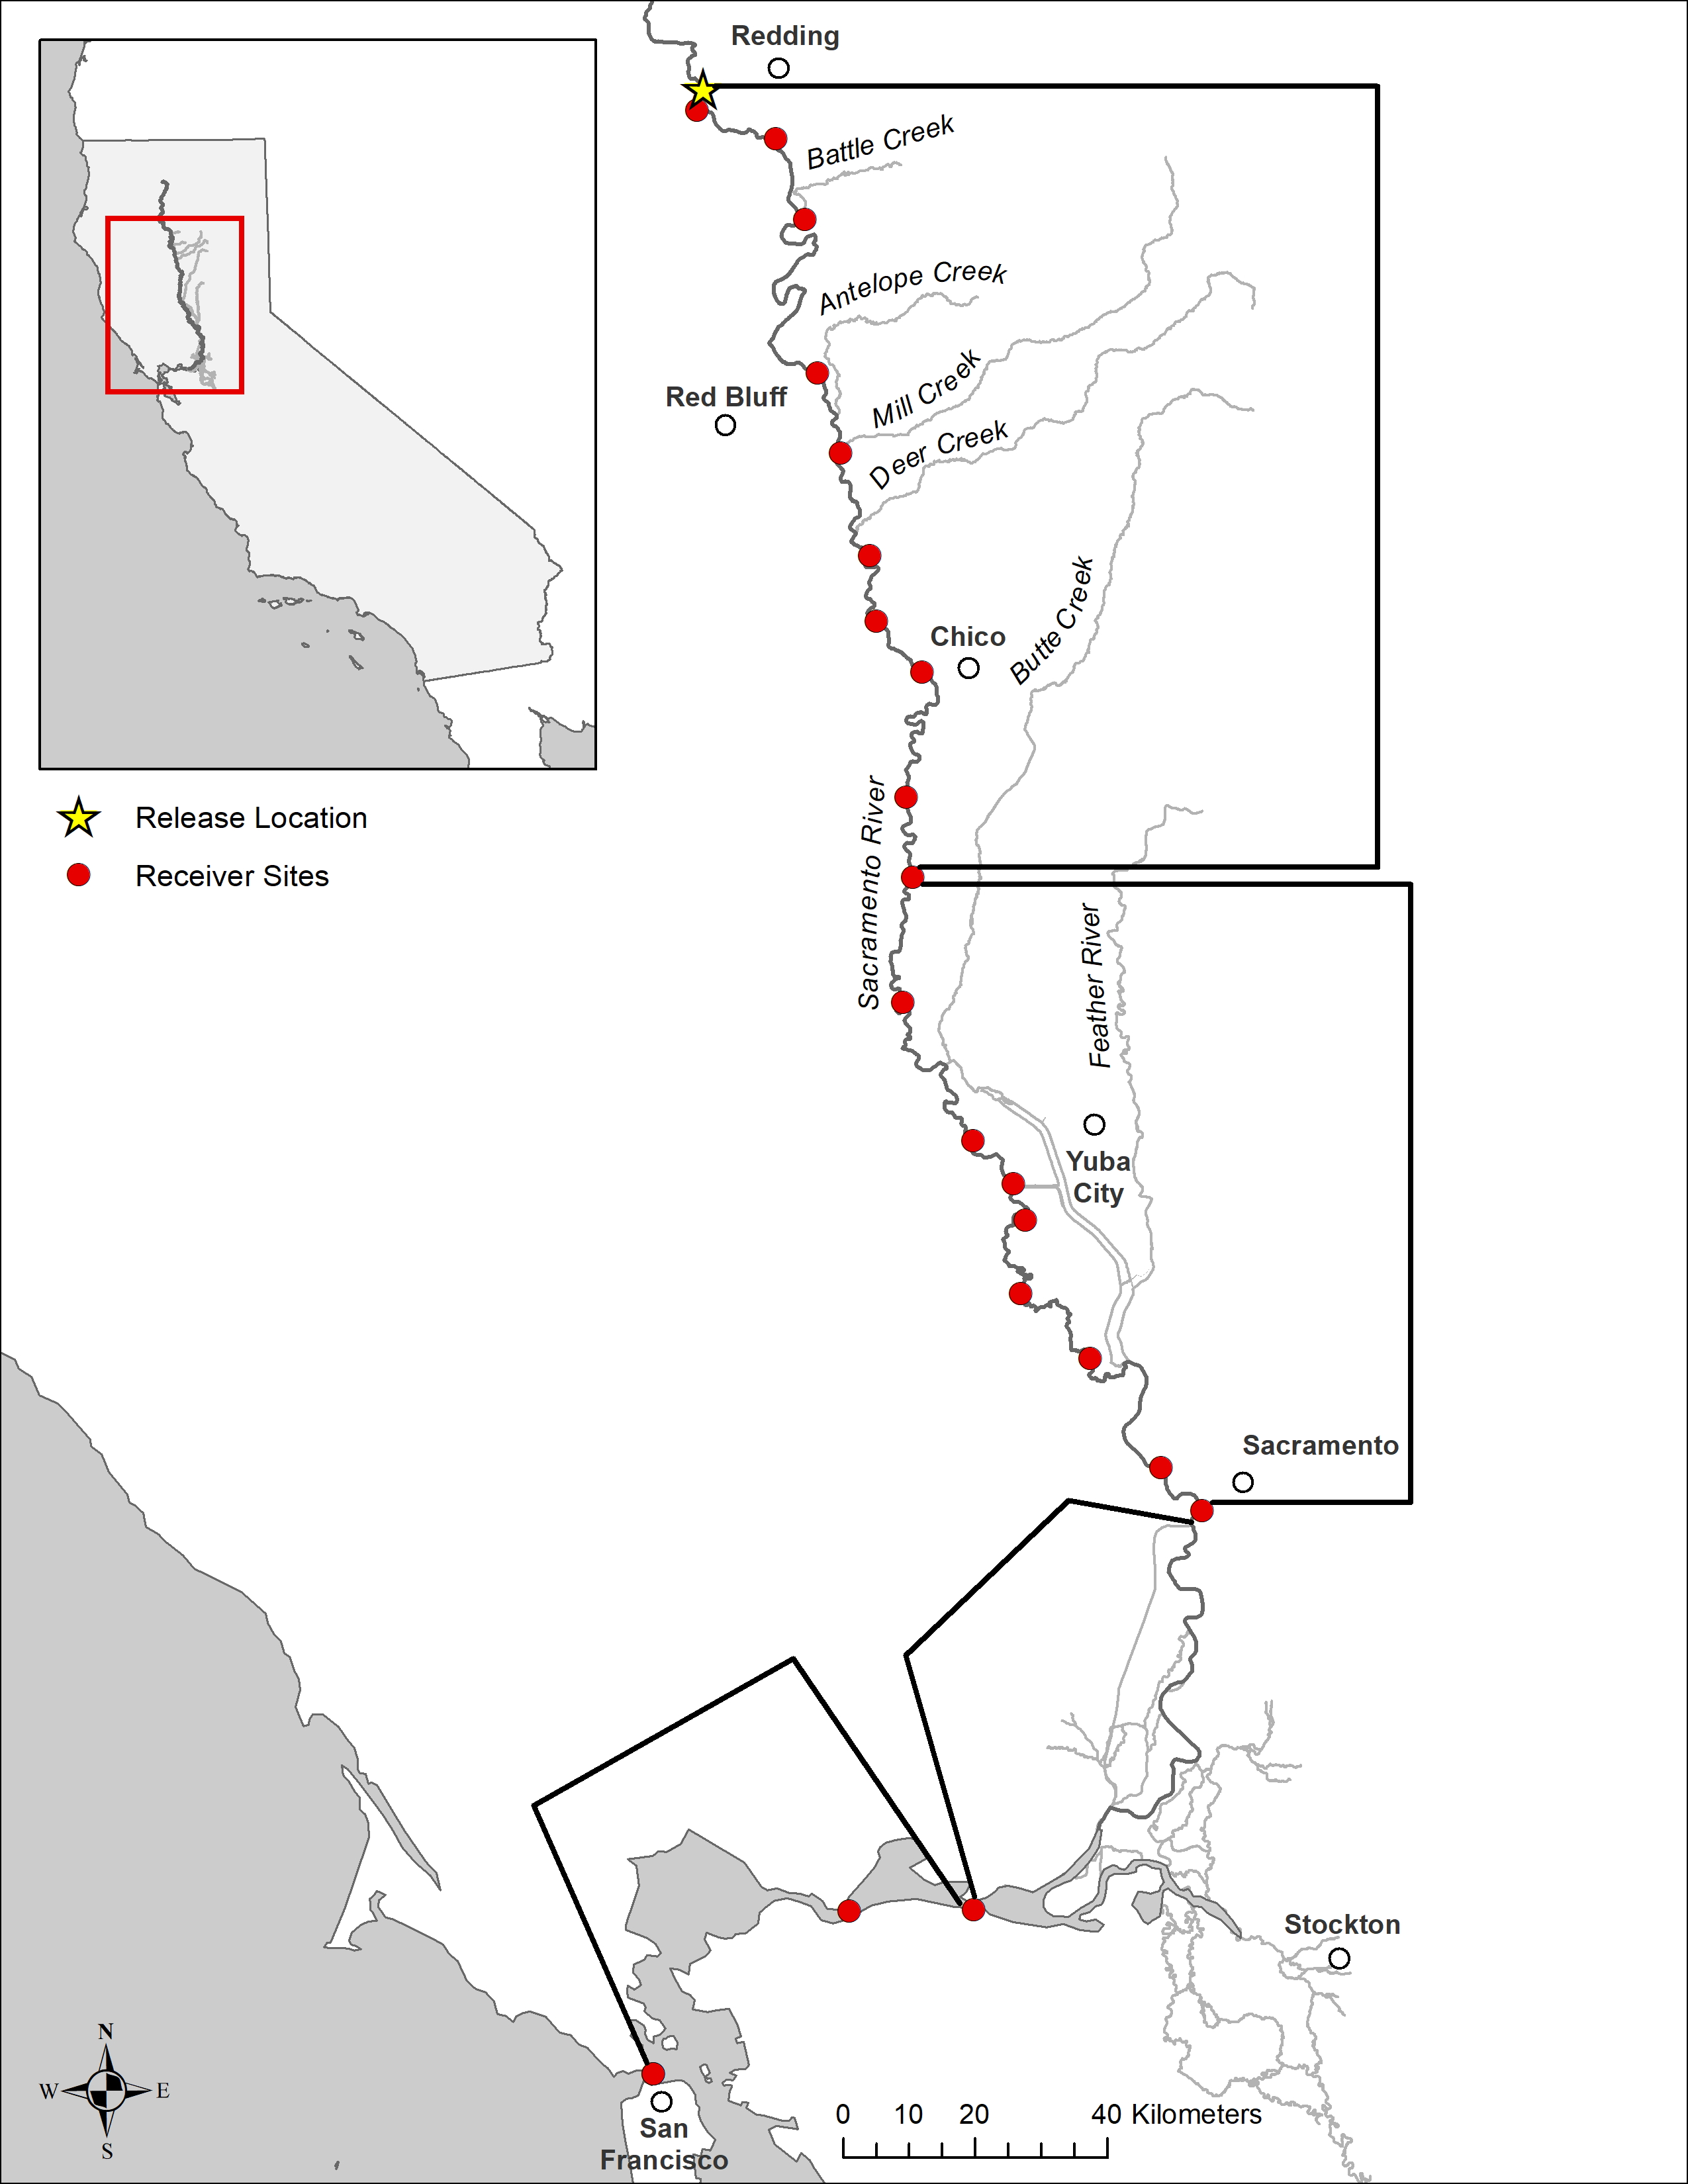 Redding
Battle Creek
Antelope Creek
Mill Creek
Red Bluff
Deer Creek
Butte Creek
Chico
Release Location
Sacramento River
Receiver Sites
Feather River
Yuba
City
Sacramento
Stockton
N
W
E
S
San
Francisco
0 10 20 40 Kilometers